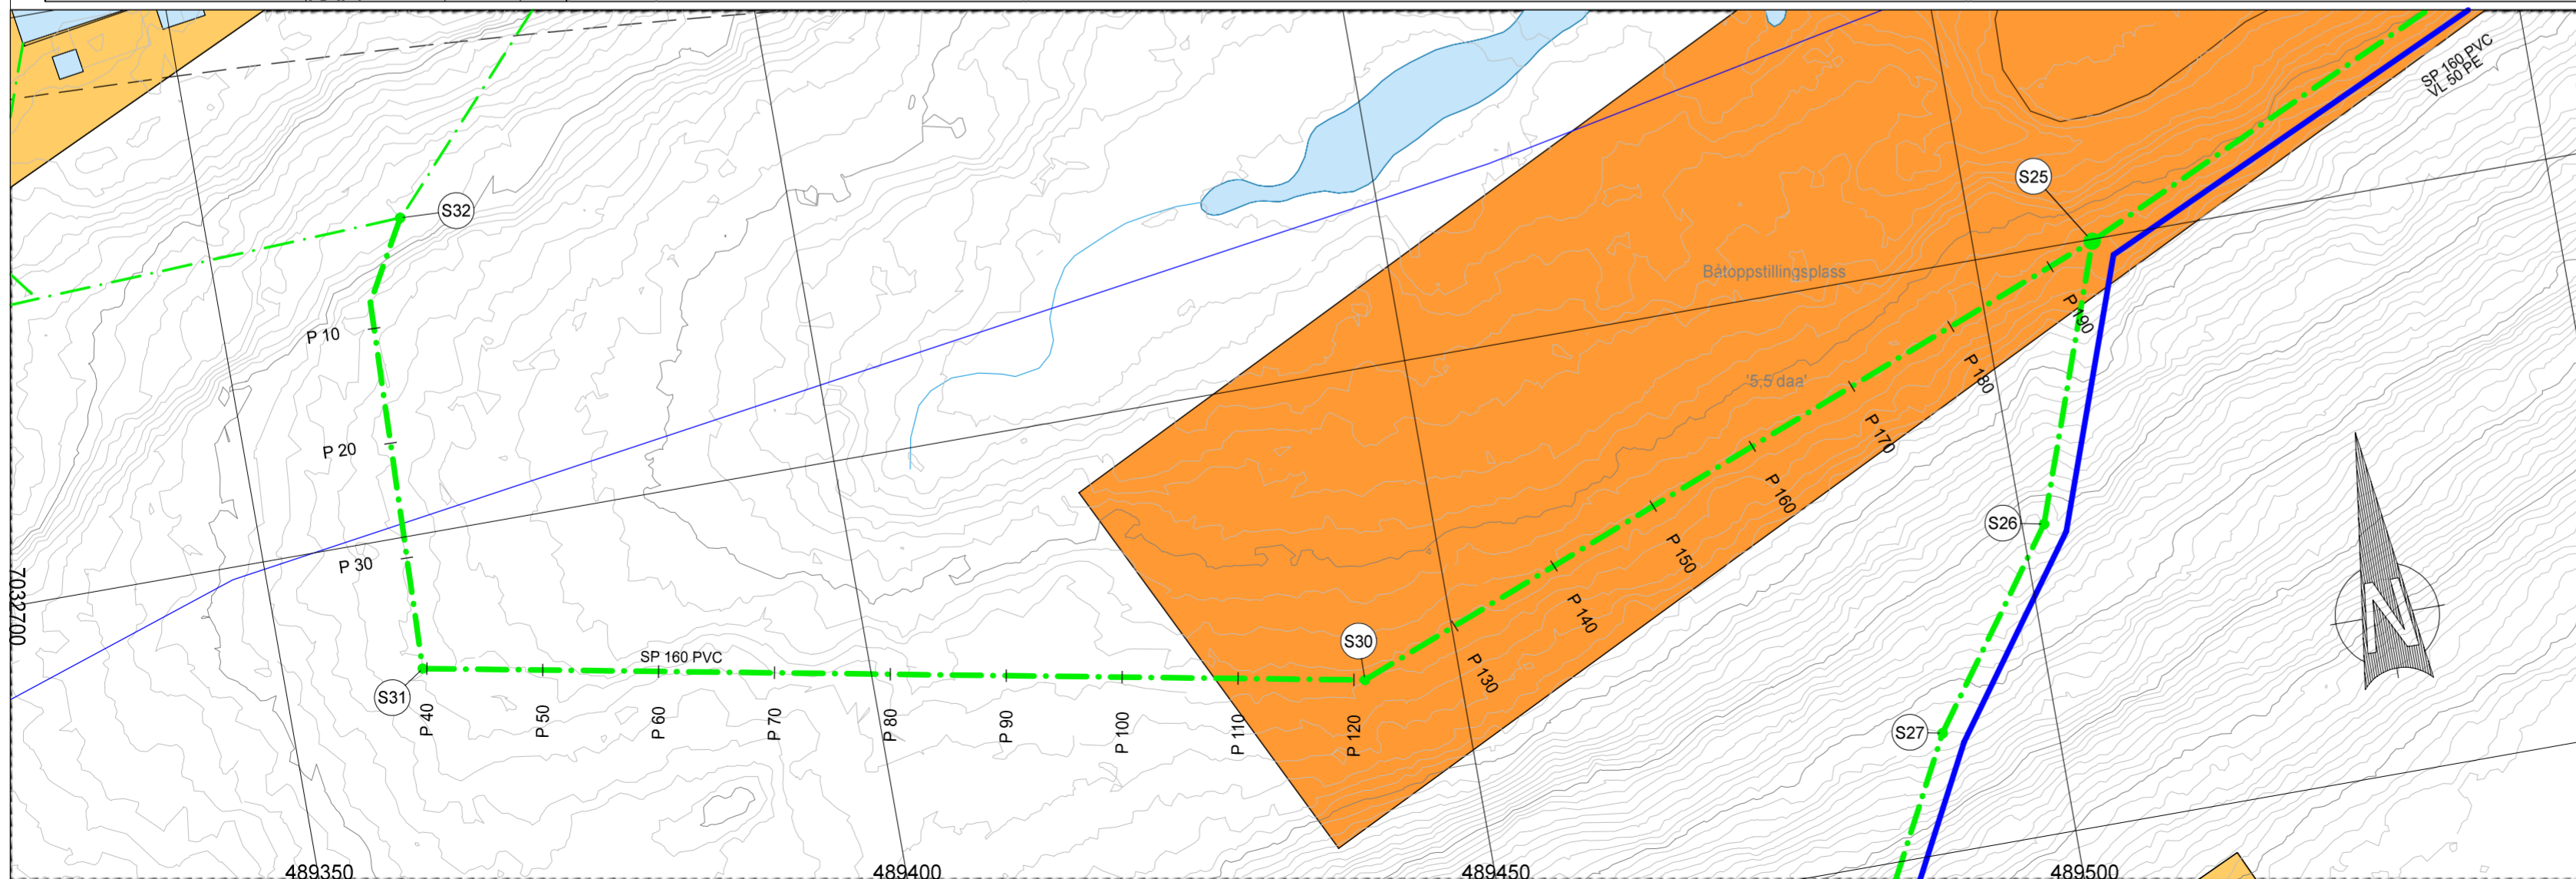 SP 160 PVC
VL 50 PE
S32
S25
Båtoppstillingsplass
P 10
P 190
'5,5 daa'
P 180
P 20
P 170
P 160
S26
P 30
P 150
7032700
P 140
S30
SP 160 PVC
P 130
S31
P 40
P 50
P 60
P 70
P 80
P 90
P 100
P 110
P 120
S27
N
489350
489400
489450
489500